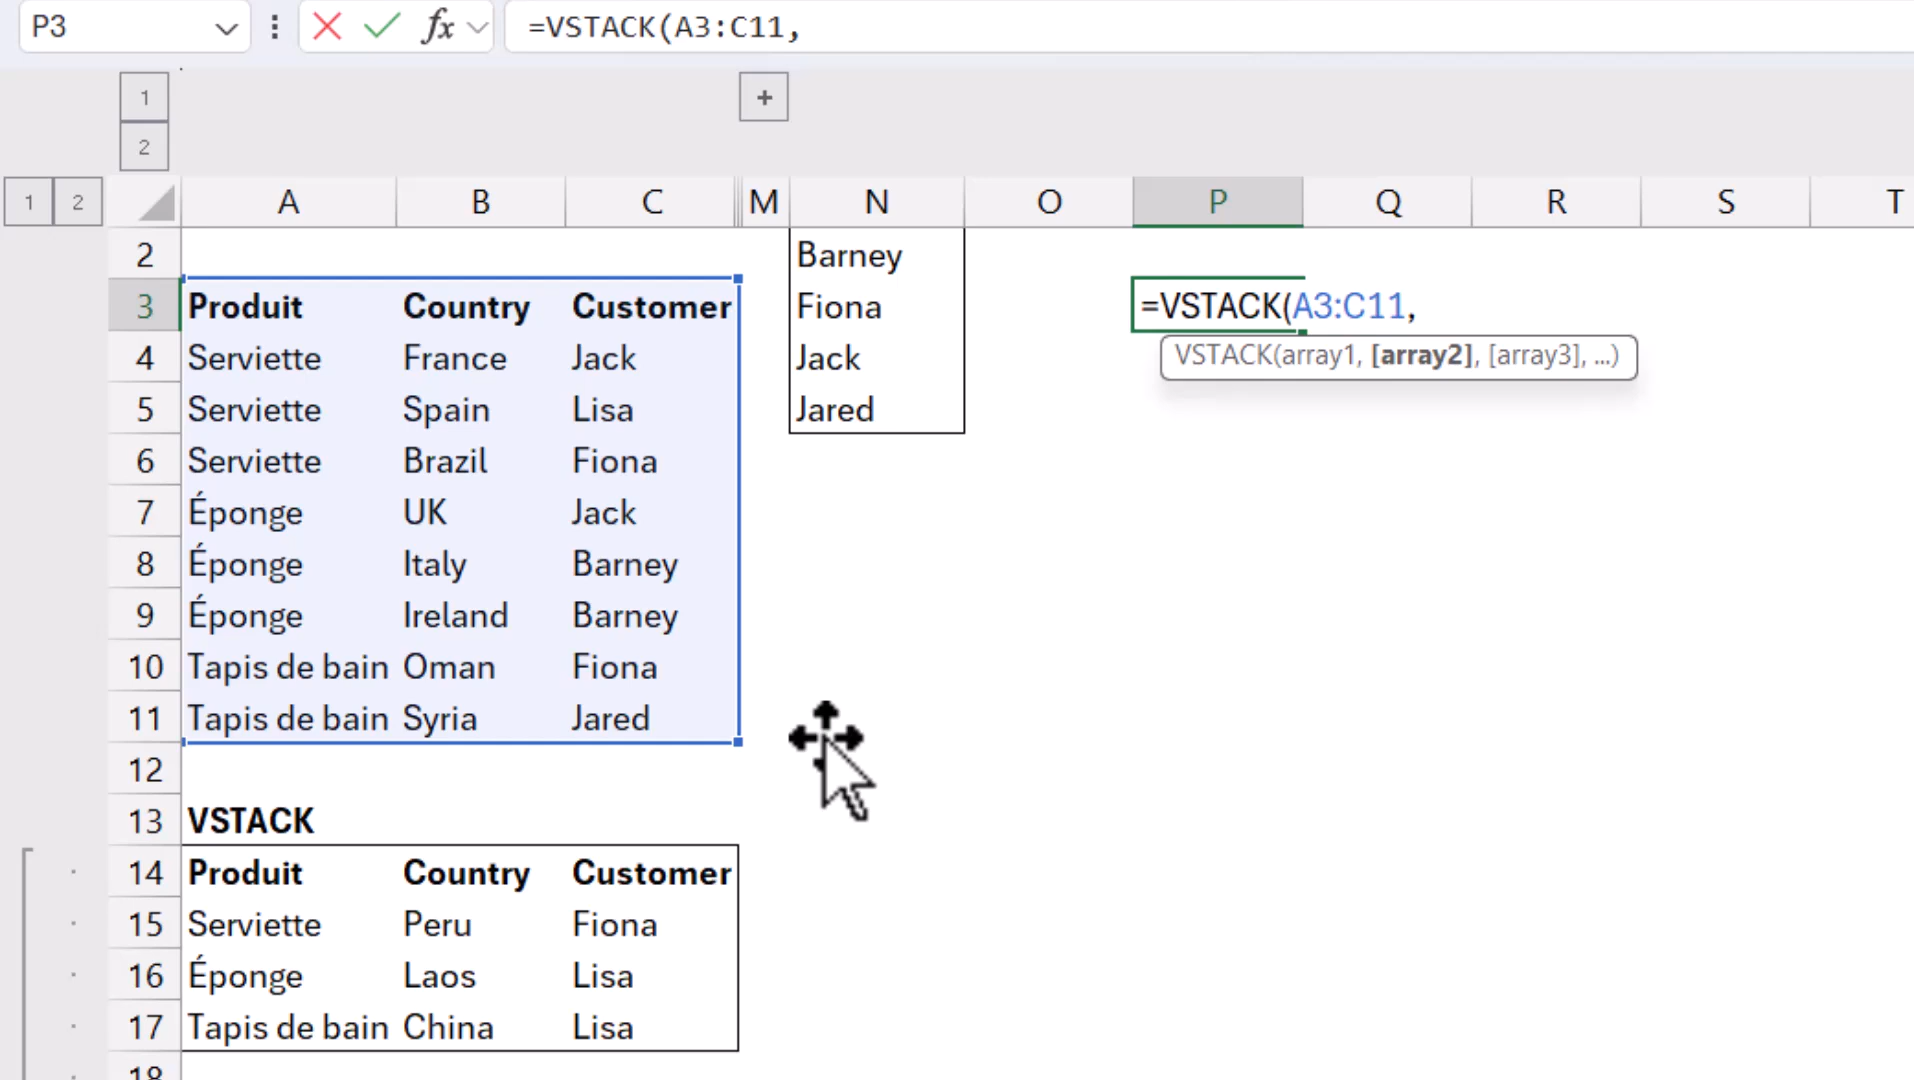 P3 fx =VSTACK(A3:C11,
1 +
2
1 2 A B C M N O P Q R S T
2 Barney
3 Produit Country Customer Fiona =VSTACK(A3:C11,
4 Serviette France Jack Jack VSTACK(array1, [array2], [array3], ...)
5 Serviette Spain Lisa Jared
6 Serviette Brazil Fiona
7 Éponge UK Jack
8 Éponge Italy Barney
9 Éponge Ireland Barney
10 Tapis de bain Oman Fiona
11 Tapis de bain Syria Jared
12
13 VSTACK
14 Produit Country Customer
15 Serviette Peru Fiona
16 Éponge Laos Lisa
17 Tapis de bain China Lisa
18